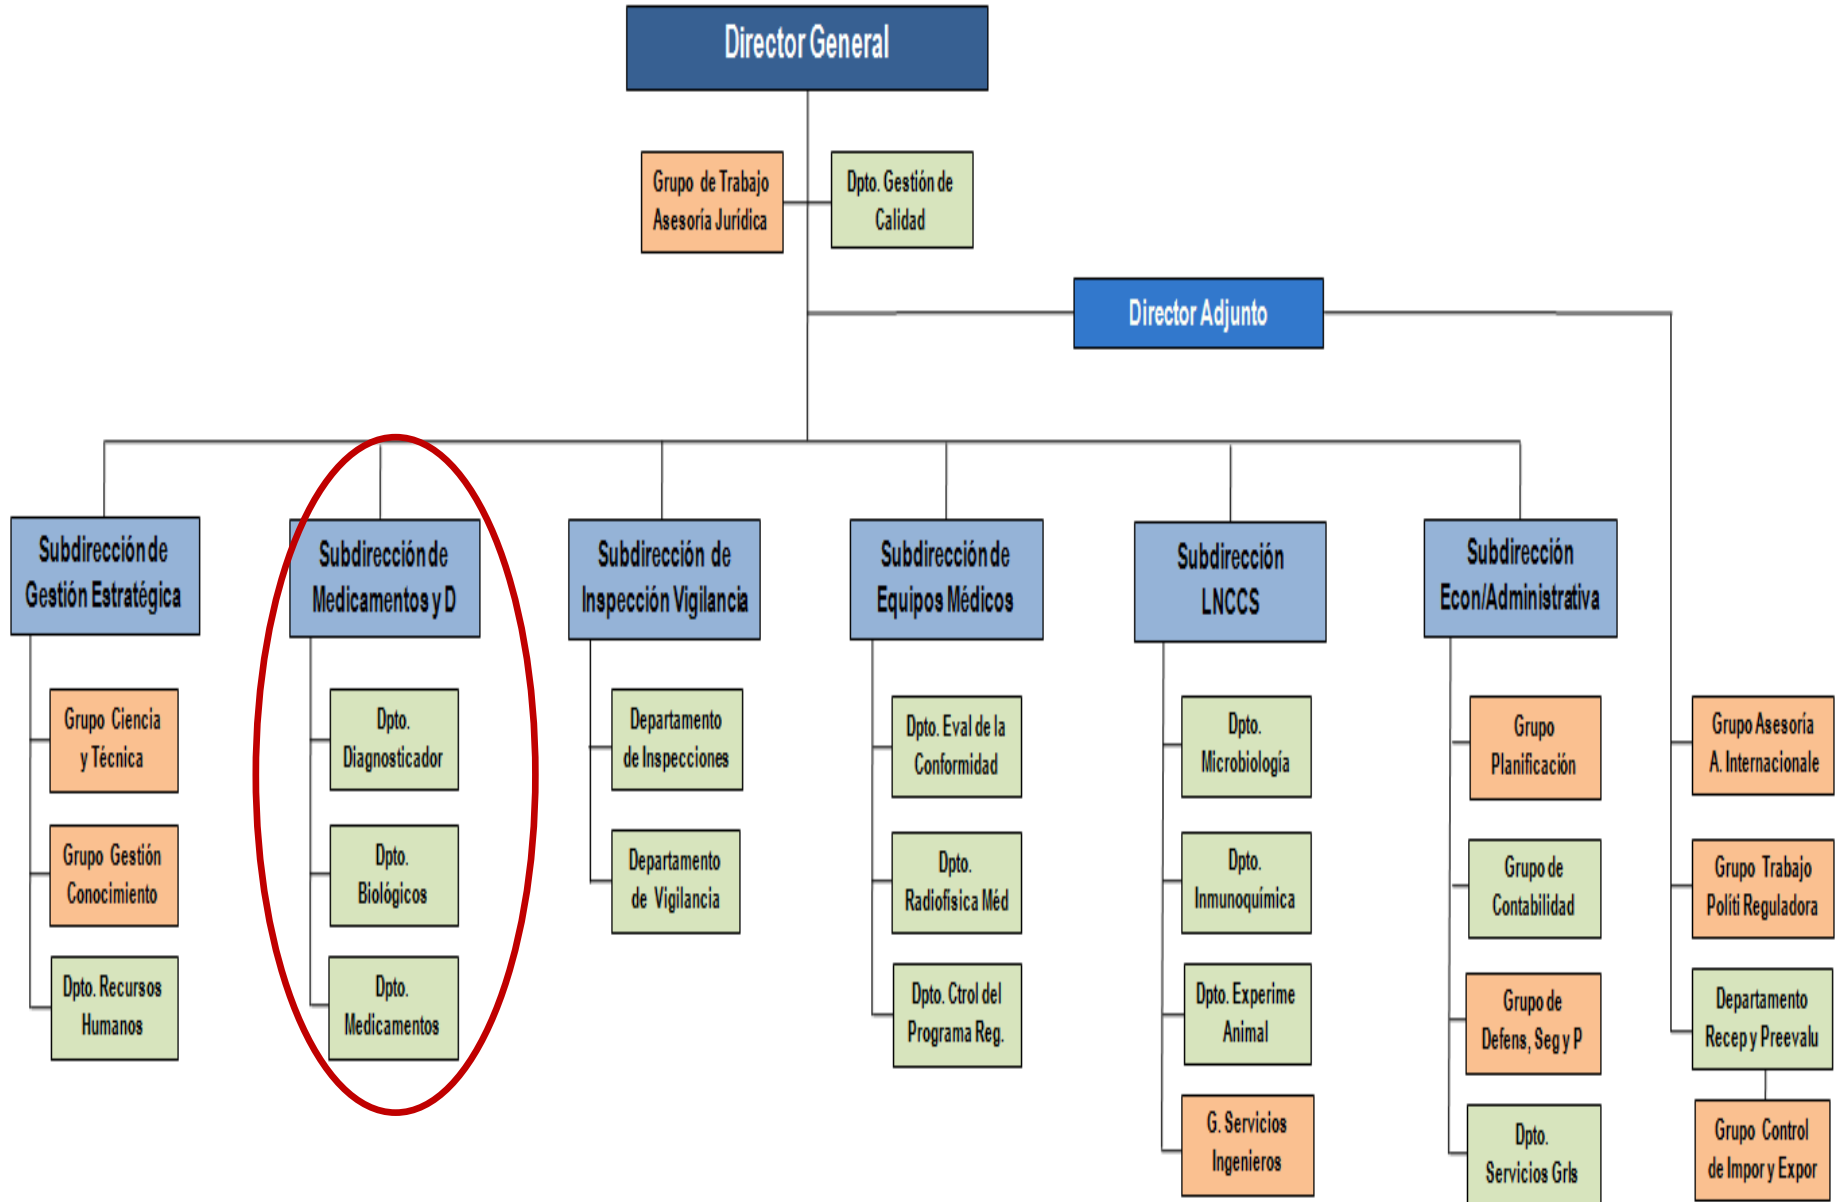 Director General
Grupo de Trabajo
Asesoría Jurídica
Dpto. Gestión de
Calidad
Director Adjunto
Subdirección de
Gestión Estratégica
Subdirección de
Medicamentos y D
Subdirección de
Inspección Vigilancia
Subdirección de
Equipos Médicos
Subdirección
LNCCS
Subdirección
Econ/Administrativa
Grupo Ciencia
y Técnica
Grupo Gestión
Conocimiento
Dpto. Recursos
Humanos
Dpto.
Diagnosticador
Dpto.
Biológicos
Dpto.
Medicamentos
Departamento
de Inspecciones
Departamento
de Vigilancia
Dpto. Eval de la
Conformidad
Dpto.
Radiofísica Méd
Dpto. Ctrol del
Programa Reg.
Dpto.
Microbiología
Dpto.
Inmunoquímica
Dpto. Experime
Animal
G. Servicios
Ingenieros
Grupo
Planificación
Grupo de
Contabilidad
Grupo de
Defens, Seg y P
Dpto.
Servicios Grls
Grupo Asesoría
A. Internacionale
Grupo Trabajo
Políti Reguladora
Departamento
Recep y Preevalu
Grupo Control
de Impor y Expor